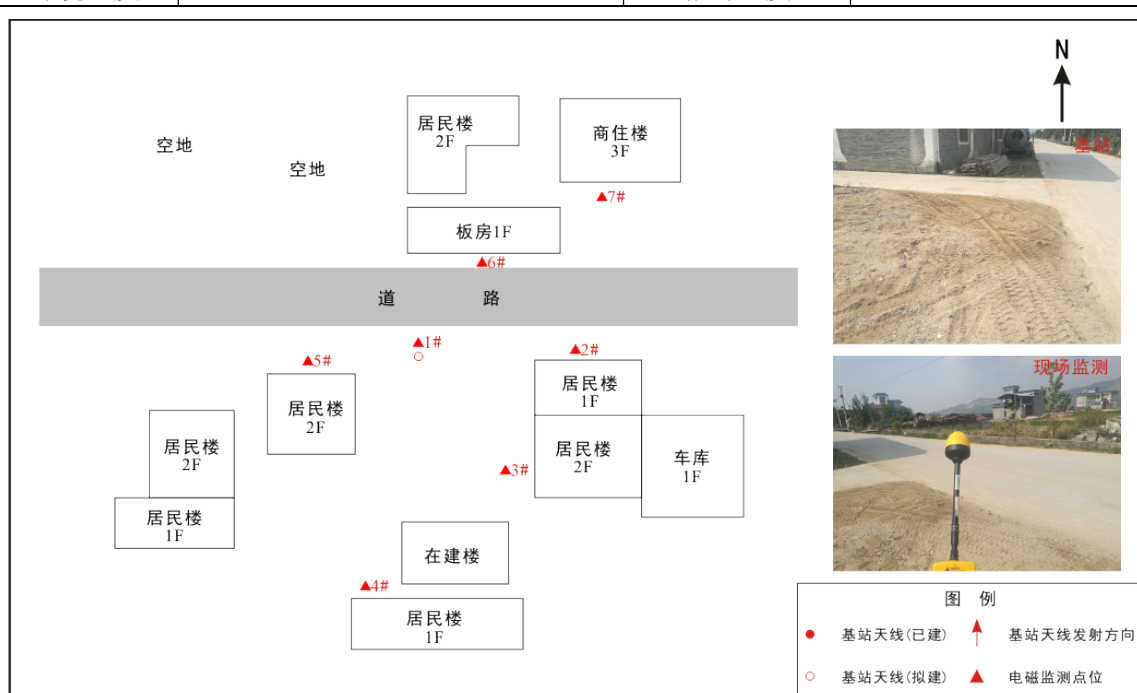 N
居民楼
2F
商住楼
3F
空地
空地
基站
▲7#
板房1F
▲6#
道 路
▲1#
▲2#
▲5#
居民楼
1F
现场监测
居民楼
2F
居民楼
2F
居民楼
2F
车库
1F
▲3#
居民楼
1F
在建楼
▲4#
居民楼
1F
图 例
基站天线(已建)
基站天线发射方向
基站天线(拟建)
电磁监测点位